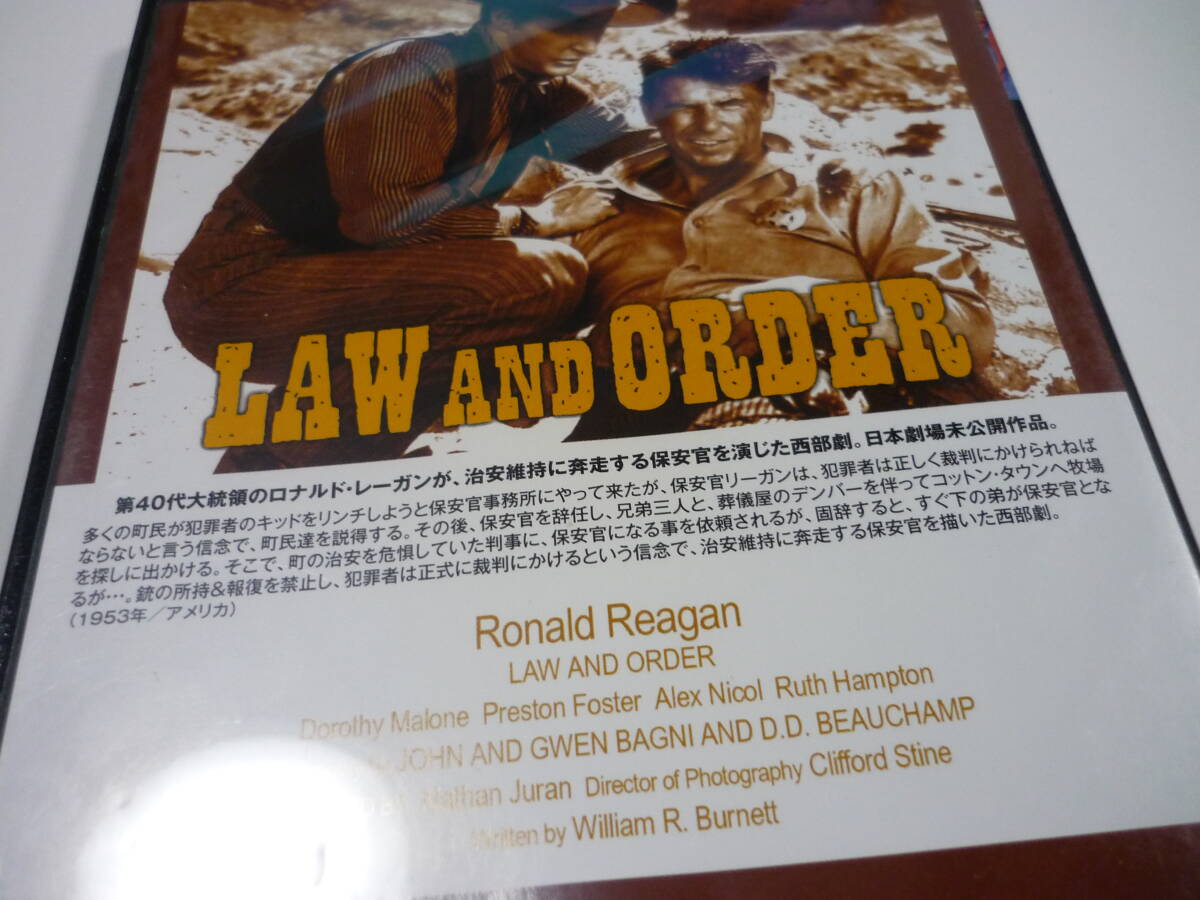 LAW AND ORDER
第40代大統領のロナルド・レーガンが、治安維持に奔走する保安官を演じた西部劇。日本劇場未公開作品。
多くの町民が犯罪者のキッドをリンチしようと保安官事務所にやって来たが、保安官リーガンは、犯罪者は正しく裁判にかけられねば
ならないと言う信念で、町民達を説得する。その後、保安官を辞任し、兄弟三人と、葬儀屋のデンバーを伴ってコットン・タウンへ牧場
を探しに出かける。そこで、町の治安を危惧していた判事に、保安官になる事を依頼されるが、固辞すると、すぐ下の弟が保安官とな
るが…。銃の所持&報復を禁止し、犯罪者は正式に裁判にかけるという信念で、治安維持に奔走する保安官を描いた西部劇。
(1953年/アメリカ)
Ronald Reagan
LAW AND ORDER
Dorothy Malone Preston Foster Alex Nicol Ruth Hampton
JOHN AND GWEN BAGNI AND D.D. BEAUCHAMP
Nathan Juran Director of Photography Clifford Stine
Written by William R. Burnett